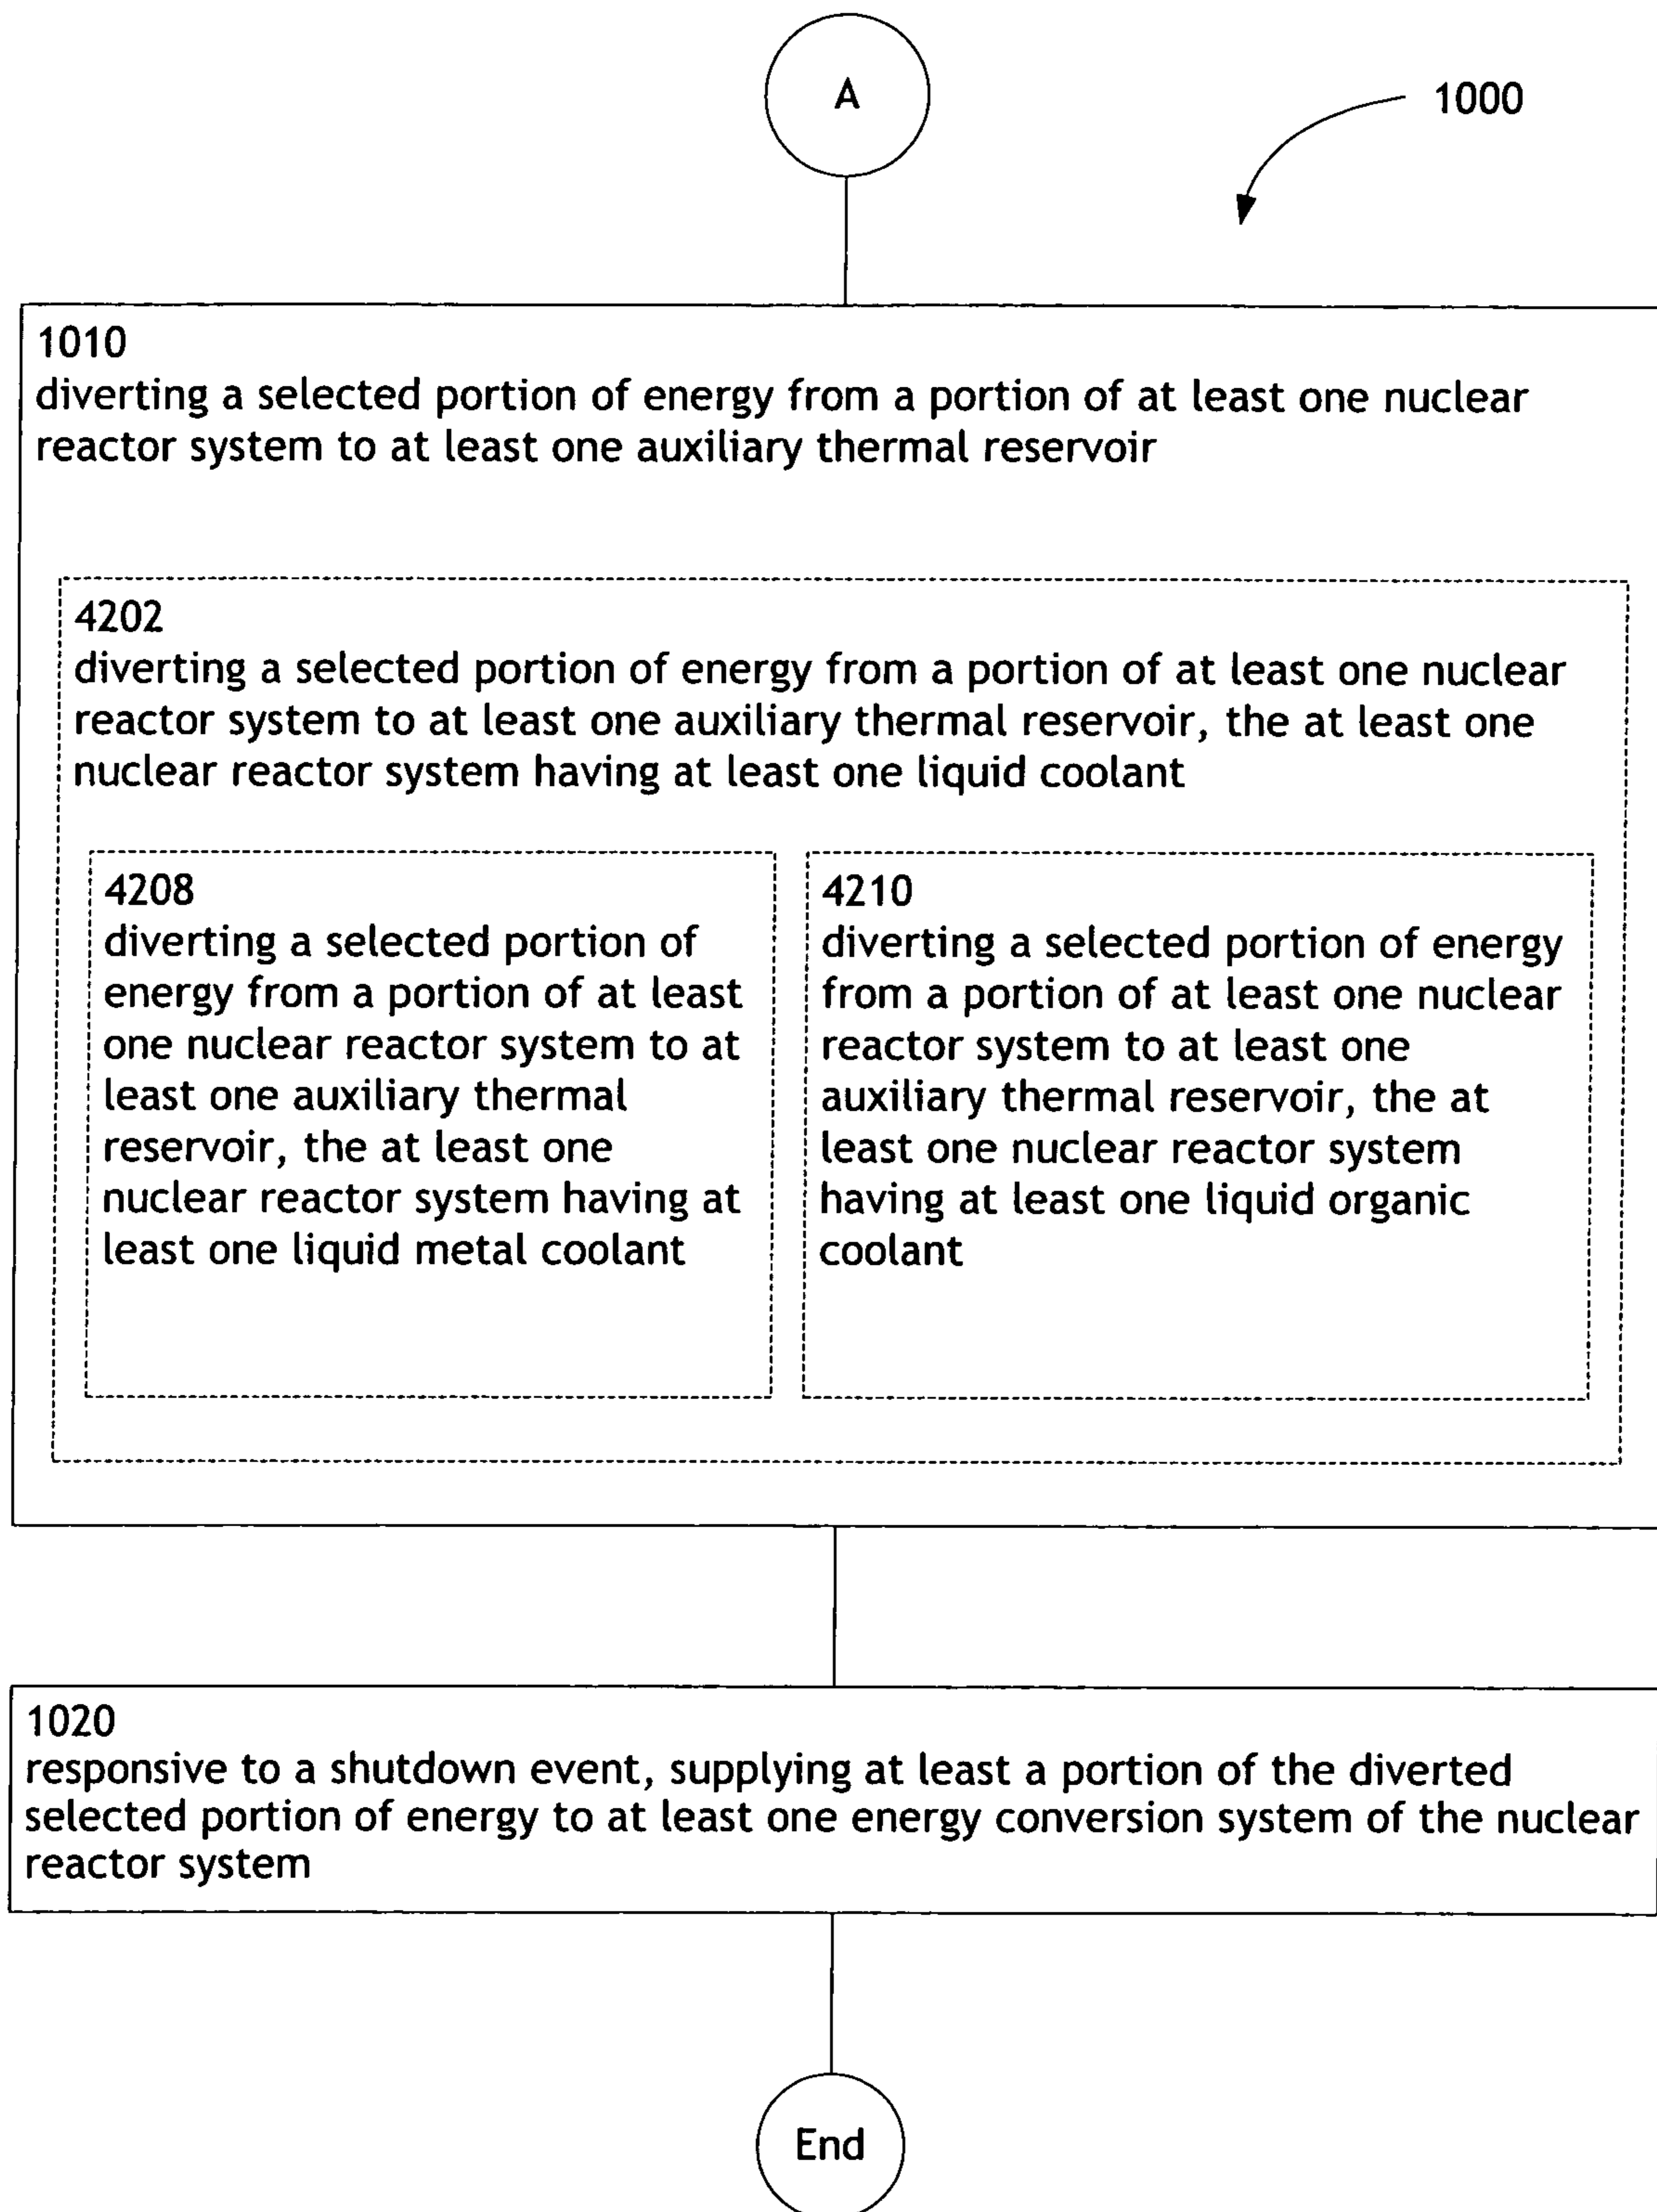 A
1000
1010
diverting a selected portion of energy from a portion of at least one nuclear
reactor system to at least one auxiliary thermal reservoir
4202
diverting a selected portion of energy from a portion of at least one nuclear
reactor system to at least one auxiliary thermal reservoir, the at least one
nuclear reactor system having at least one liquid coolant
4208
diverting a selected portion of
energy from a portion of at least
one nuclear reactor system to at
least one auxiliary thermal
reservoir, the at least one
nuclear reactor system having at
least one liquid metal coolant
4210
diverting a selected portion of energy
from a portion of at least one nuclear
reactor system to at least one
auxiliary thermal reservoir, the at
least one nuclear reactor system
having at least one liquid organic
coolant
1020
responsive to a shutdown event, supplying at least a portion of the diverted
selected portion of energy to at least one energy conversion system of the nuclear
reactor system
End